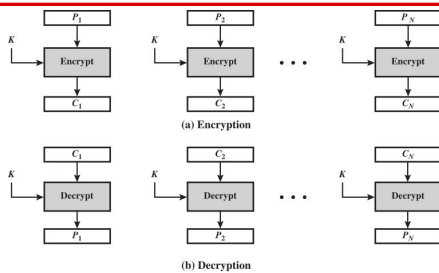 P1 P2 PN
K K K
Encrypt Encrypt • • • Encrypt
C1 C2 CN
(a) Encryption
C1 C2 CN
K K K
Decrypt Decrypt • • • Decrypt
P1 P2 PN
(b) Decryption